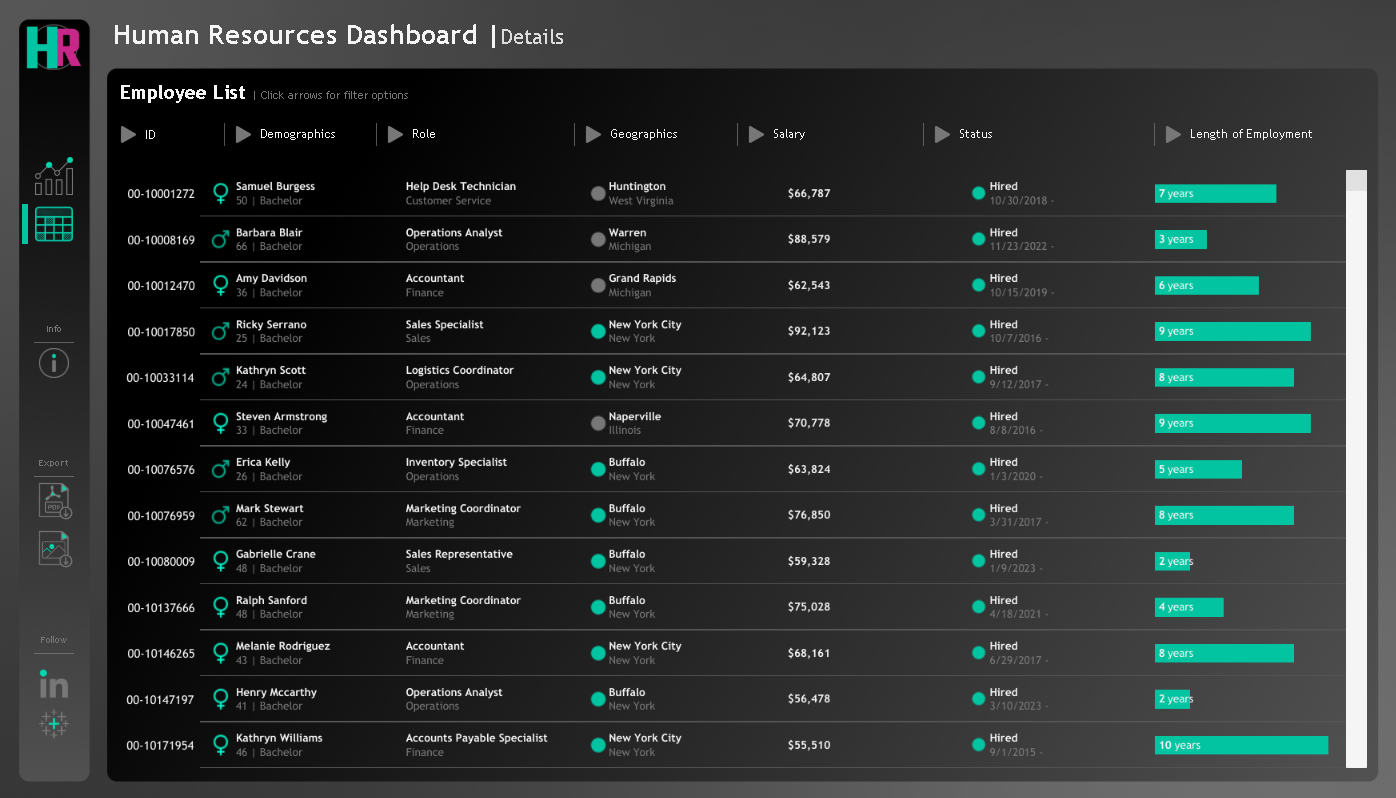 HR
Human Resources Dashboard |Details
Employee List | Click arrows for filter options
ID Demographics Role Geographics Salary Status Length of Employment
00-10001272 Samuel Burgess Help Desk Technician Huntington $66,787 Hired 7 years
50 | Bachelor Customer Service West Virginia 10/30/2018 -
00-10008169 Barbara Blair Operations Analyst Warren $88,579 Hired 3 years
66 | Bachelor Operations Michigan 11/23/2022 -
00-10012470 Amy Davidson Accountant Grand Rapids $62,543 Hired 6 years
36 | Bachelor Finance Michigan 10/15/2019 -
00-10017850 Ricky Serrano Sales Specialist New York City $92,123 Hired 9 years
25 | Bachelor Sales New York 10/7/2016 -
00-10033114 Kathryn Scott Logistics Coordinator New York City $64,807 Hired 8 years
24 | Bachelor Operations New York 9/12/2017 -
00-10047461 Steven Armstrong Accountant Naperville $70,778 Hired 9 years
33 | Bachelor Finance Illinois 8/8/2016 -
00-10076576 Erica Kelly Inventory Specialist Buffalo $63,824 Hired 5 years
26 | Bachelor Operations New York 1/3/2020 -
00-10076959 Mark Stewart Marketing Coordinator Buffalo $76,850 Hired 8 years
62 | Bachelor Marketing New York 3/31/2017 -
00-10080009 Gabrielle Crane Sales Representative Buffalo $59,328 Hired 2 years
48 | Bachelor Sales New York 1/9/2023 -
00-10137666 Ralph Sanford Marketing Coordinator Buffalo $75,028 Hired 4 years
48 | Bachelor Marketing New York 4/18/2021 -
00-10146265 Melanie Rodriguez Accountant New York City $68,161 Hired 8 years
43 | Bachelor Finance New York 6/29/2017 -
00-10147197 Henry Mccarthy Operations Analyst Buffalo $56,478 Hired 2 years
41 | Bachelor Operations New York 3/10/2023 -
00-10171954 Kathryn Williams Accounts Payable Specialist New York City $55,510 Hired 10 years
46 | Bachelor Finance New York 9/1/2015 -
Info
Export
PDF
Follow
in